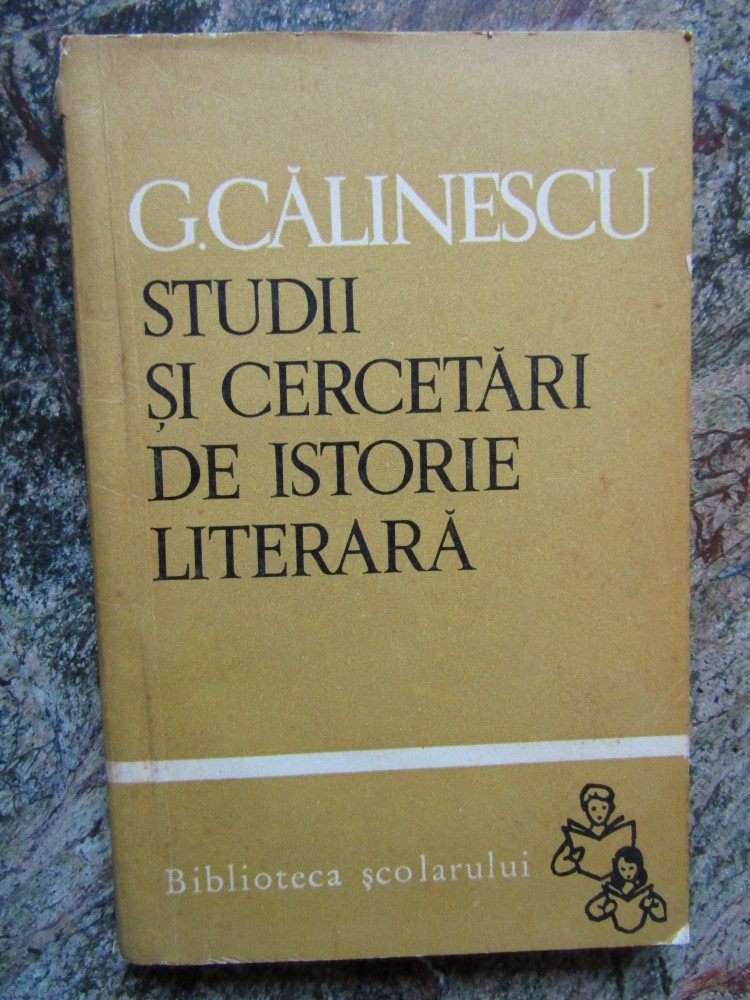 G.CĂLINESCU
STUDII
ȘI CERCETĂRI
DE ISTORIE
LITERARĂ
Biblioteca școlarului